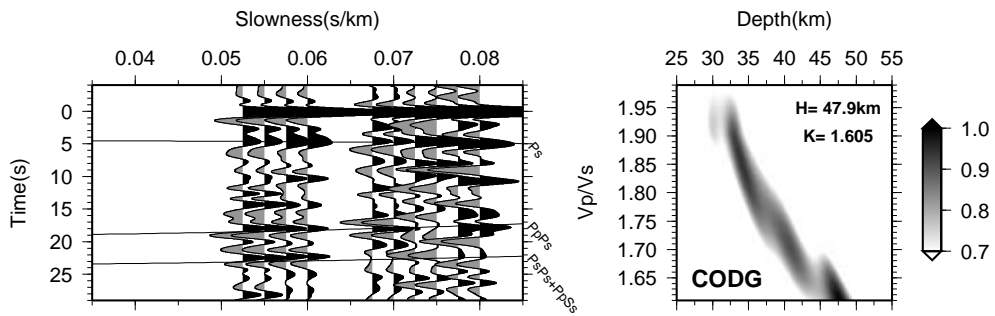 Slowness(s/km)
0.04 0.05 0.06 0.07 0.08
Time(s)
0
5
10
15
20
25
Ps
PpPs
PsPs+PpSs
Depth(km)
25 30 35 40 45 50 55
Vp/Vs
1.95
1.90
1.85
1.80
1.75
1.70
1.65
H= 47.9km
K= 1.605
CODG
1.0
0.9
0.8
0.7